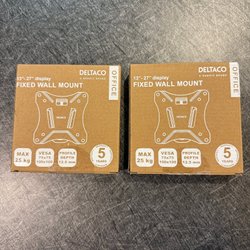 DELTACO
A NORDIC BRAND
OFFICE
13"-27" display
FIXED WALL MOUNT
MAX
25 kg
VESA
75x75
100x100
PROFILE
DEPTH
13.5 mm
5
YEARS
DELTACO
A NORDIC BRAND
OFFICE
13"-27" display
FIXED WALL MOUNT
MAX
25 kg
VESA
75x75
100x100
PROFILE
DEPTH
13.5 mm
5
YEARS